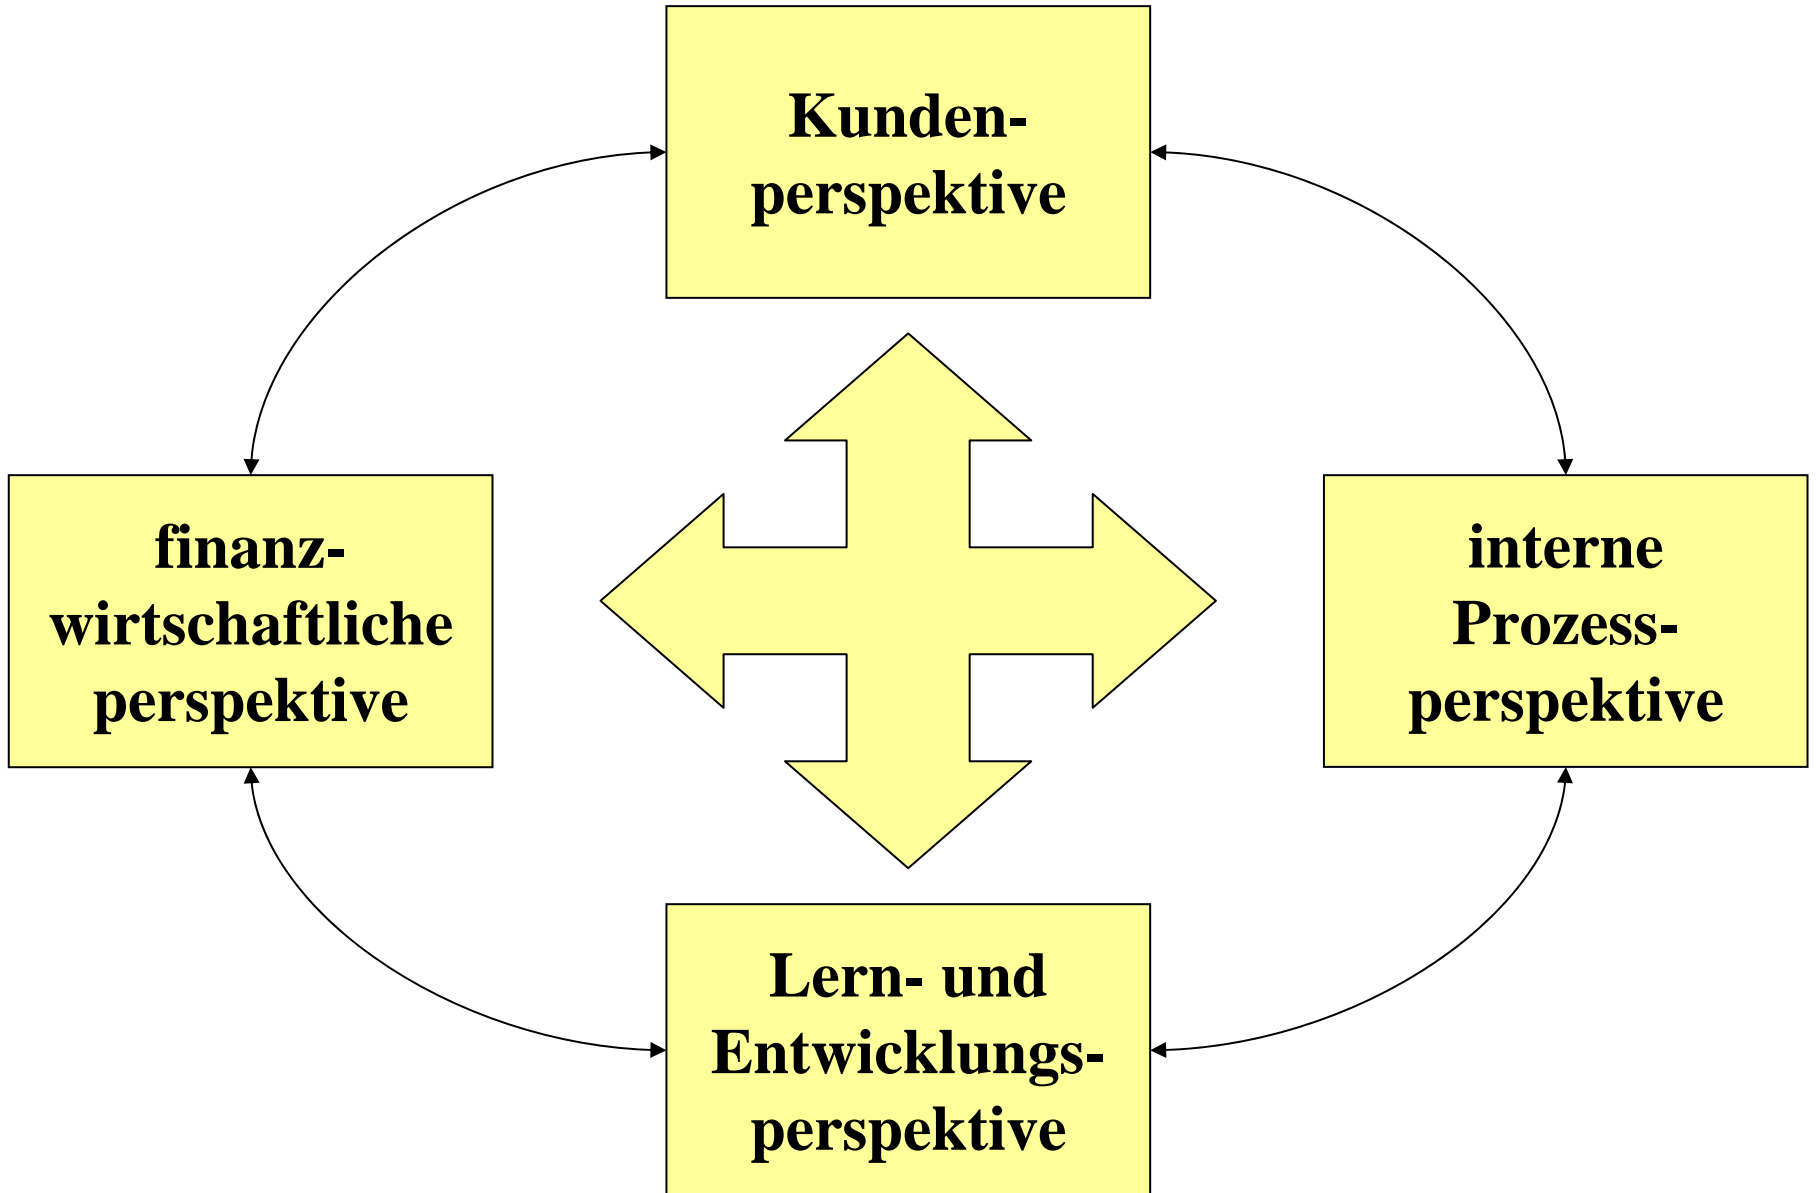 Kunden-
perspektive
finanz-
wirtschaftliche
perspektive
interne
Prozess-
perspektive
Lern- und
Entwicklungs-
perspektive